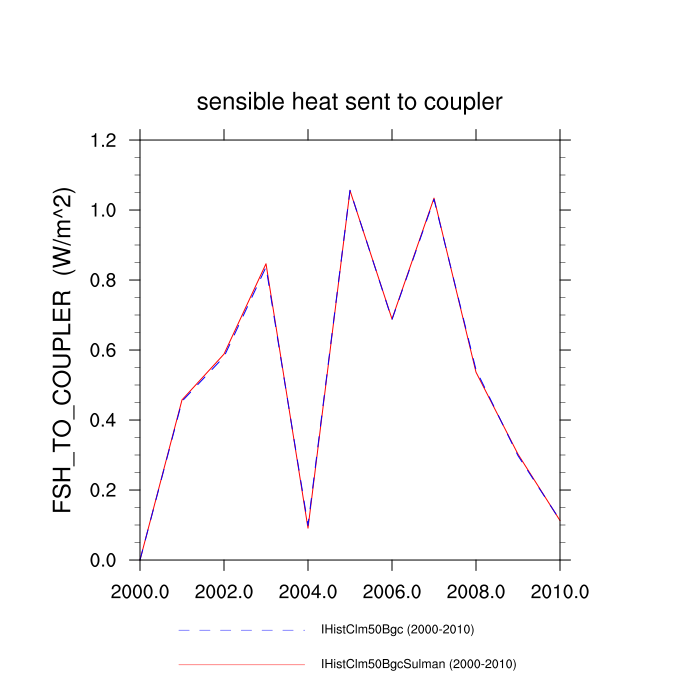 sensible heat sent to coupler
FSH_TO_COUPLER (W/m^2)
1.2
1.0
0.8
0.6
0.4
0.2
0.0
2000.0 2002.0 2004.0 2006.0 2008.0 2010.0
IHistClm50Bgc (2000-2010)
IHistClm50BgcSulman (2000-2010)